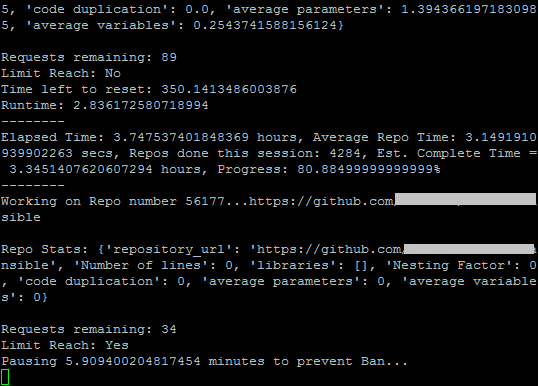 5, 'code duplication': 0.0, 'average parameters': 1.394366197183098
5, 'average variables': 0.2543741588156124}
Requests remaining: 89
Limit Reach: No
Time left to reset: 350.1413486003876
Runtime: 2.836172580718994
--------
Elapsed Time: 3.747537401848369 hours, Average Repo Time: 3.1491910
939902263 secs, Repos done this session: 4284, Est. Complete Time =
3.3451407620607294 hours, Progress: 80.88499999999999%
--------
Working on Repo number 56177...https://github.com/
sible
Repo Stats: {'repository_url': 'https://github.com/
nsible', 'Number of lines': 0, 'libraries': [], 'Nesting Factor': 0
, 'code duplication': 0, 'average parameters': 0, 'average variable
s': 0}
Requests remaining: 34
Limit Reach: Yes
Pausing 5.909400204817454 minutes to prevent Ban...